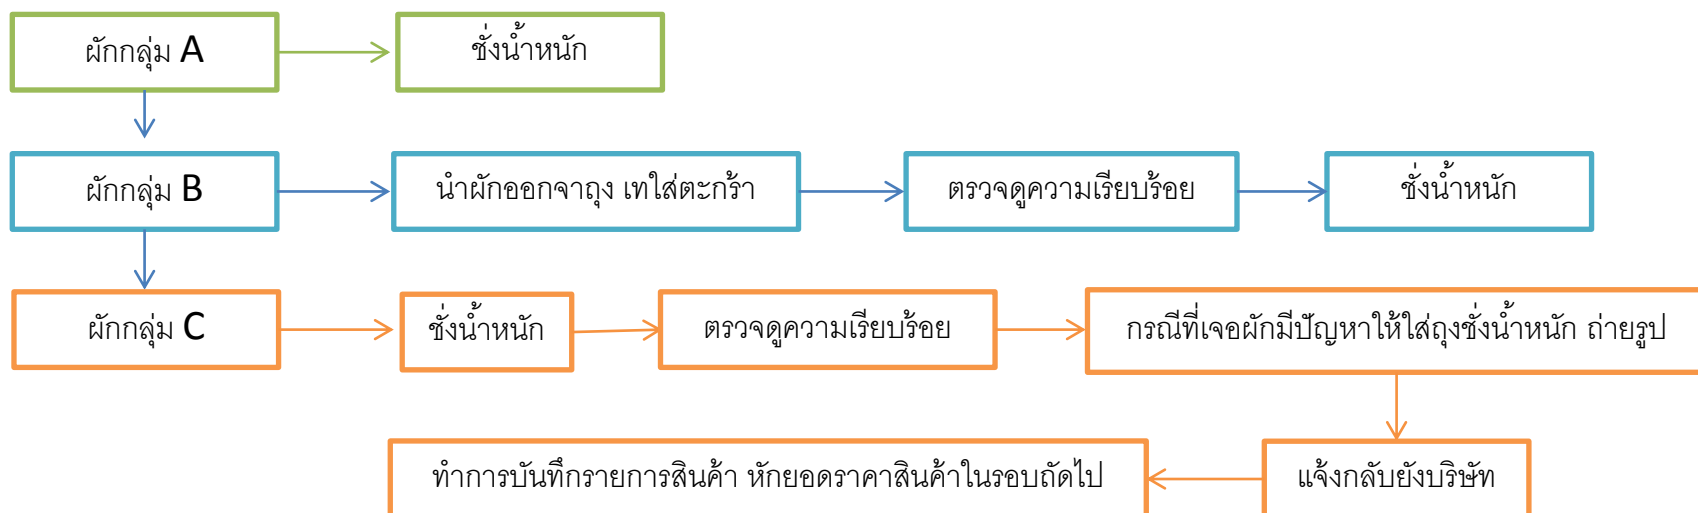 ผักกลุ่ม A
ชั่งน้ำหนัก
ผักกลุ่ม B
นำผักออกจาถุง เทใส่ตะกร้า
ตรวจดูความเรียบร้อย
ชั่งน้ำหนัก
ผักกลุ่ม C
ชั่งน้ำหนัก
ตรวจดูความเรียบร้อย
กรณีที่เจอผักมีปัญหาให้ใส่ถุงชั่งน้ำหนัก ถ่ายรูป
ทำการบันทึกรายการสินค้า หักยอดราคาสินค้าในรอบถัดไป
แจ้งกลับยังบริษัท